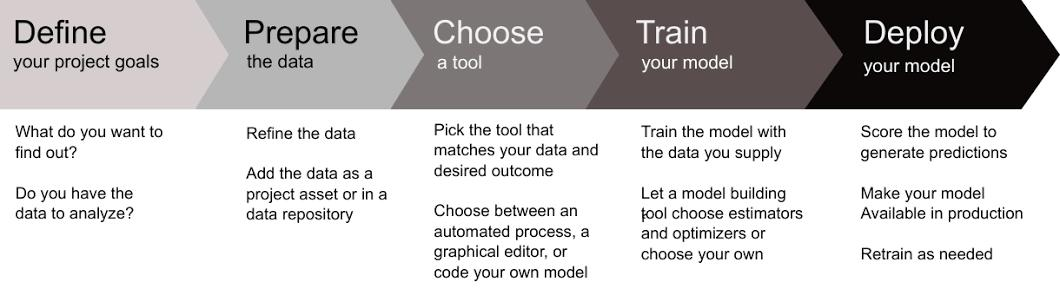 Define
your project goals
Prepare
the data
Choose
a tool
Train
your model
Deploy
your model
What do you want to
find out?
Do you have the
data to analyze?
Refine the data
Add the data as a
project asset or in a
data repository
Pick the tool that
matches your data and
desired outcome
Choose between an
automated process, a
graphical editor, or
code your own model
Train the model with
the data you supply
Let a model building
tool choose estimators
and optimizers or
choose your own
Score the model to
generate predictions
Make your model
Available in production
Retrain as needed